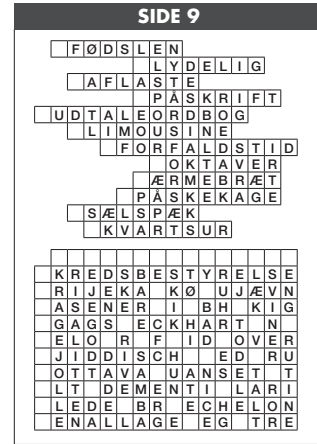 SIDE 9
FØDSLEN
LYDELIG
AFLASTE
PÅSKRIFT
UDTALEORDBOG
LIMOUSINE
FORFALDSTID
OKTAVER
ÆRMEBRÆT
PÅSKEKAGE
SÆLSPÆK
KVARTSUR
KREDSBESTYRELSE
RIJEKA KØ UJÆVN
ASENER I BH KIG
GAGS ECKHART N
ELO R F ID OVER
JIDDISCH ED RU
OTTAVA UANSET T
LT DEMENTI LARI
LEDE BR ECHELON
ENALLAGE EG TRE